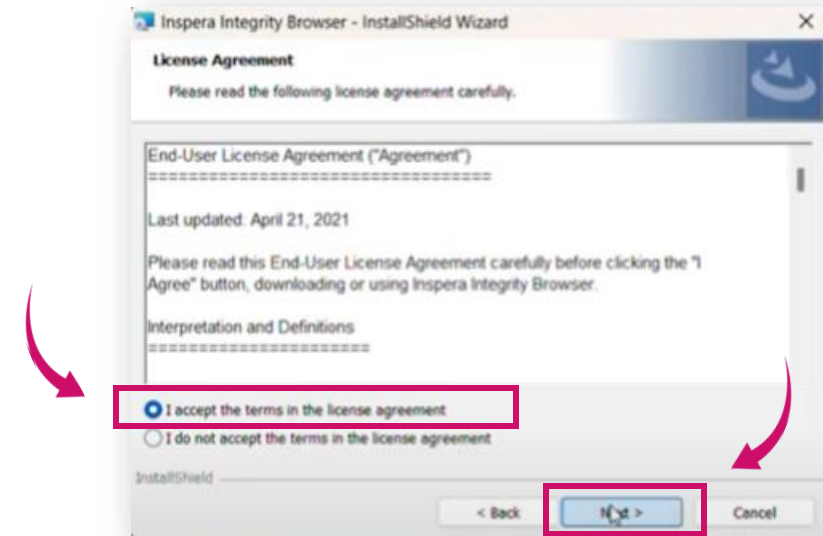 Inspera Integrity Browser - InstallShield Wizard
License Agreement
Please read the following license agreement carefully.
End-User License Agreement ("Agreement")
==================================
Last updated: April 21, 2021
Please read this End-User License Agreement carefully before clicking the "I
Agree" button, downloading or using Inspera Integrity Browser.
Interpretation and Definitions
======================
I accept the terms in the license agreement
I do not accept the terms in the license agreement
InstallShield
< Back Next > Cancel